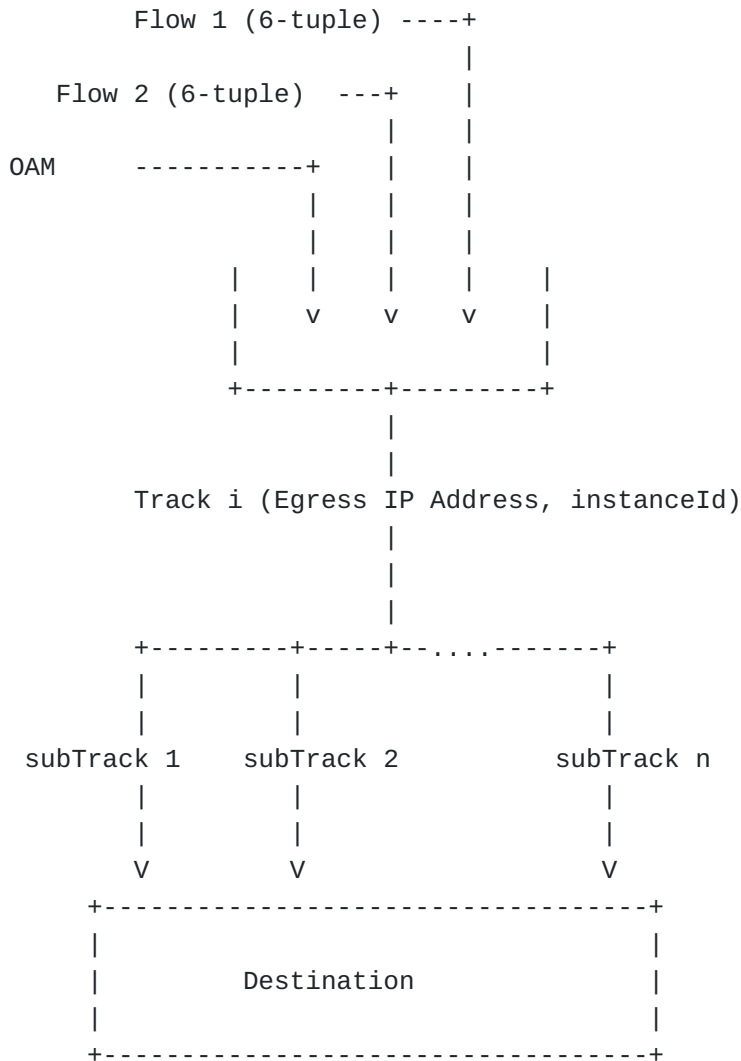 Flow 1 (6-tuple) ----+
Flow 2 (6-tuple) ---+
OAM -----------+
v v v
+---------+---------+
Track i (Egress IP Address, instanceId)
+---------+-----+--....-------+
subTrack 1 subTrack 2 subTrack n
V V V
+-----------------------------------+
Destination
+-----------------------------------+